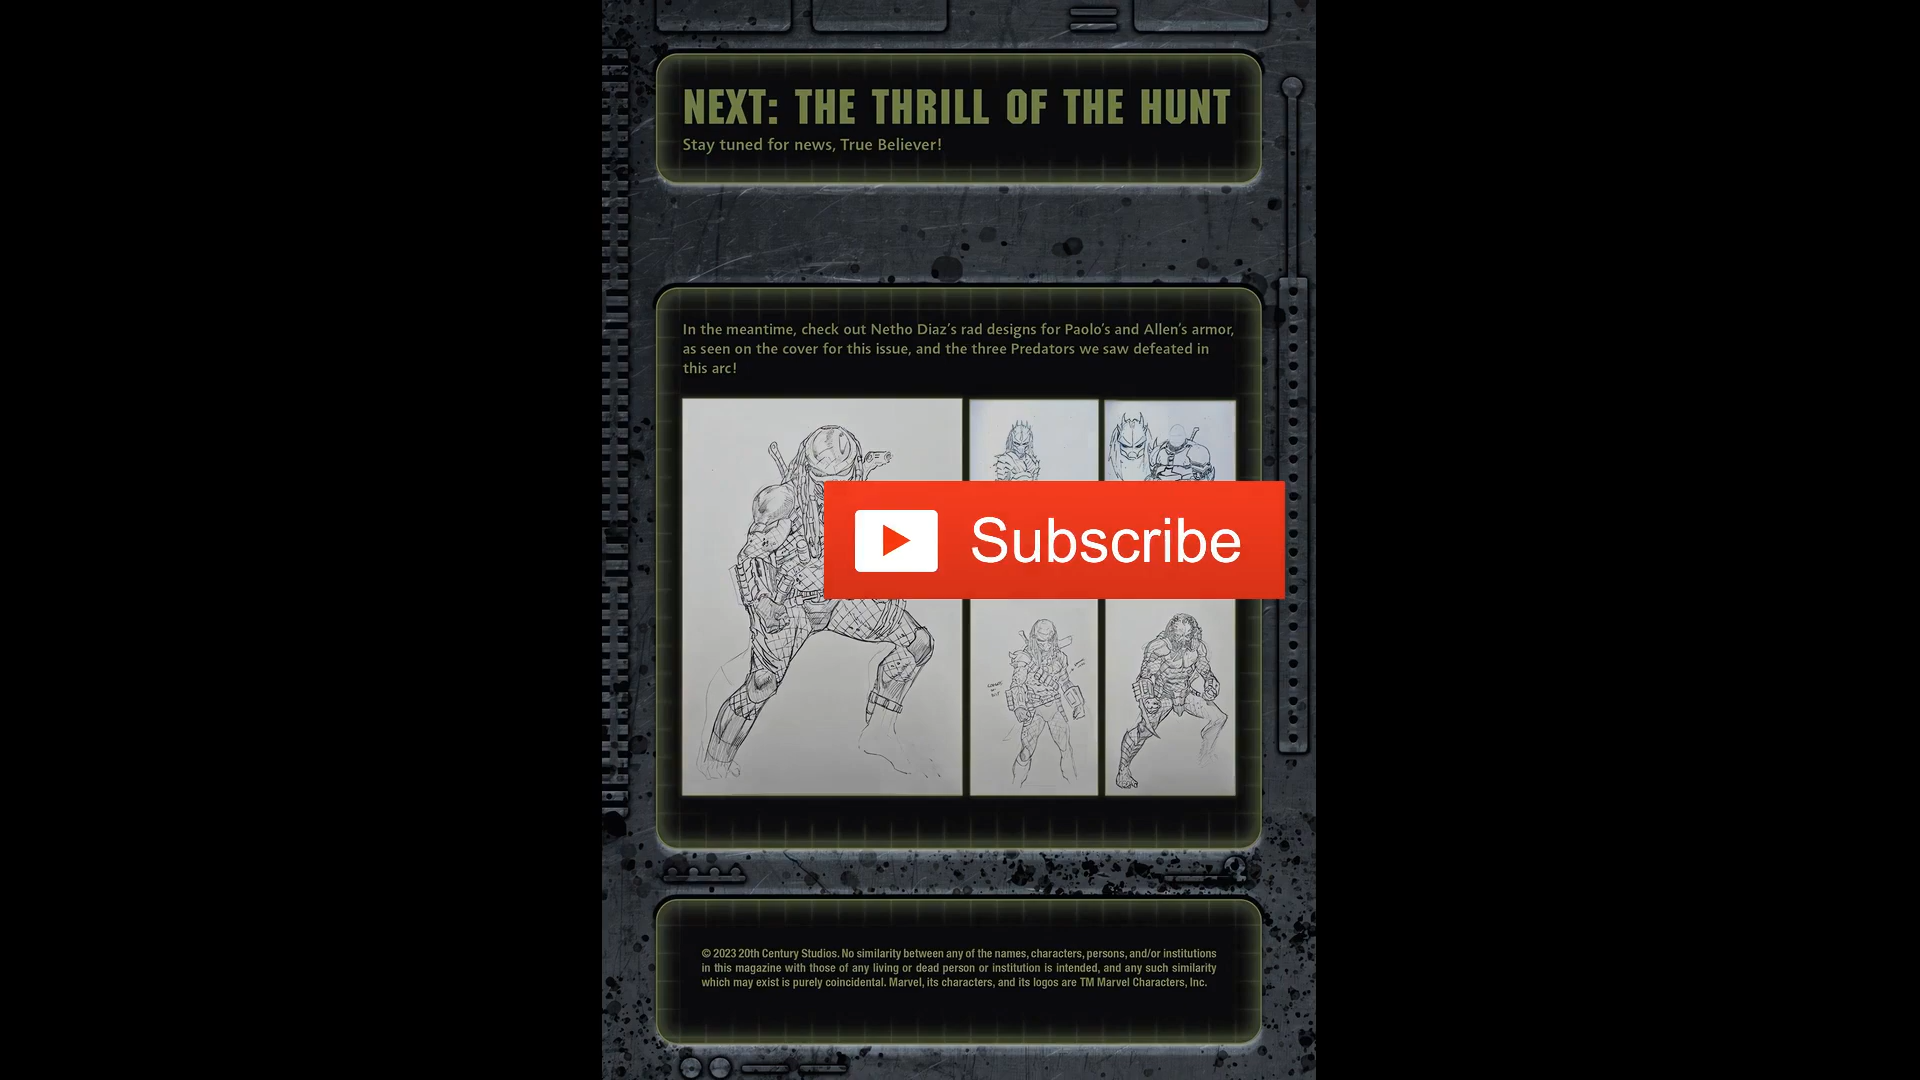 NEXT: THE THRILL OF THE HUNT
Stay tuned for news, True Believer!
In the meantime, check out Netho Diaz's rad designs for Paolo's and Allen's armor,
as seen on the cover for this issue, and the three Predators we saw defeated in
this arc!
Subscribe
© 2023 20th Century Studios. No similarity between any of the names, characters, persons, and/or institutions
in this magazine with those of any living or dead person or institution is intended, and any such similarity
which may exist is purely coincidental. Marvel, its characters, and its logos are TM Marvel Characters, Inc.